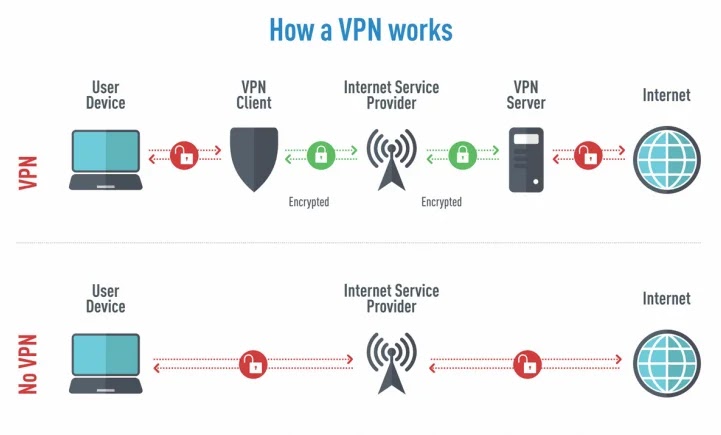 How a VPN works
User
Device
VPN
Client
Internet Service
Provider
VPN
Server
Internet
VPN
Encrypted
Encrypted
User
Device
Internet Service
Provider
Internet
No VPN